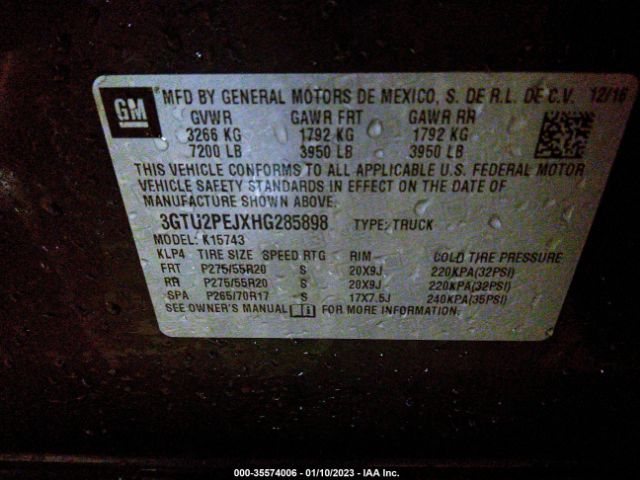 GM MFD BY GENERAL MOTORS DE MEXICO, S. DE R.L. DE C.V. 12/16
GVWR GAWR FRT GAWR RR
3266 KG 1792 KG 1792 KG
7200 LB 3950 LB 3950 LB
THIS VEHICLE CONFORMS TO ALL APPLICABLE U.S. FEDERAL MOTOR
VEHICLE SAFETY STANDARDS IN EFFECT ON THE DATE OF
MANUFACTURE SHOWN ABOVE.
3GTU2PEJXHG285898 TYPE: TRUCK
MODEL: K15743
KLP4 TIRE SIZE SPEED RTG RIM COLD TIRE PRESSURE
FRT P275/55R20 S 20X9J 220KPA(32PSI)
RR P275/55R20 S 20X9J 220KPA(32PSI)
SPA P265/70R17 S 17X7.5J 240KPA(35PSI)
SEE OWNER'S MANUAL i FOR MORE INFORMATION.
000-35574006 - 01/10/2023 - IAA Inc.